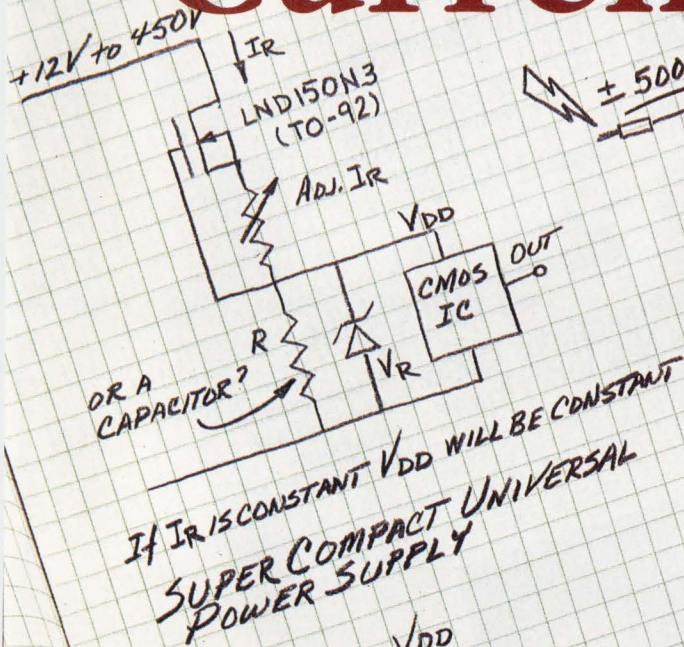 Curren
+12V to 450V
IR
LND150N3
(TO-92)
± 500
ADJ. IR
VDD
CMOS
IC
OUT
R
VR
OR A
CAPACITOR?
If IR IS CONSTANT VDD WILL BE CONSTANT
SUPER COMPACT UNIVERSAL
POWER SUPPLY
VDD